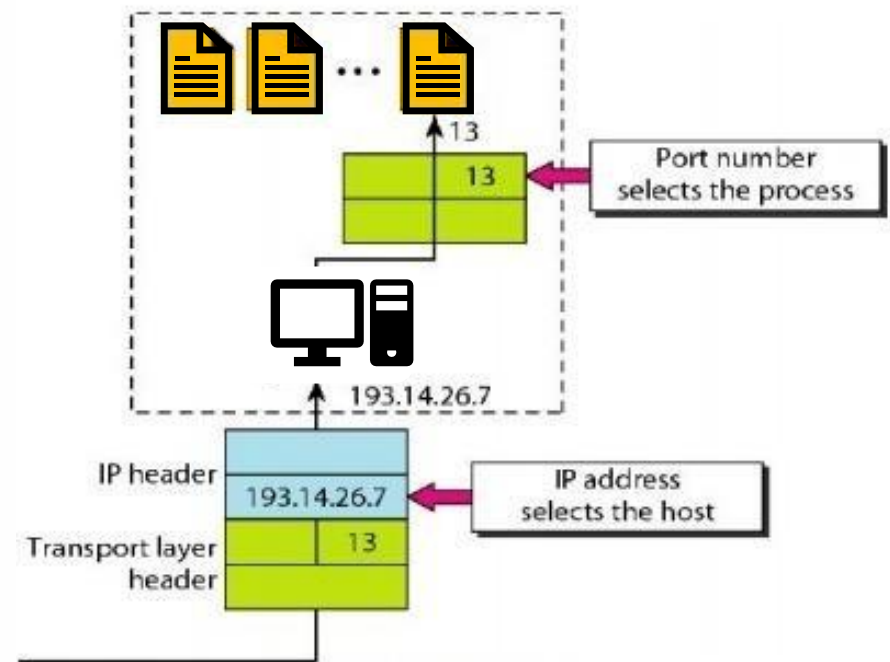 13
13
Port number
selects the process
193.14.26.7
IP header
193.14.26.7
IP address
selects the host
Transport layer
header
13